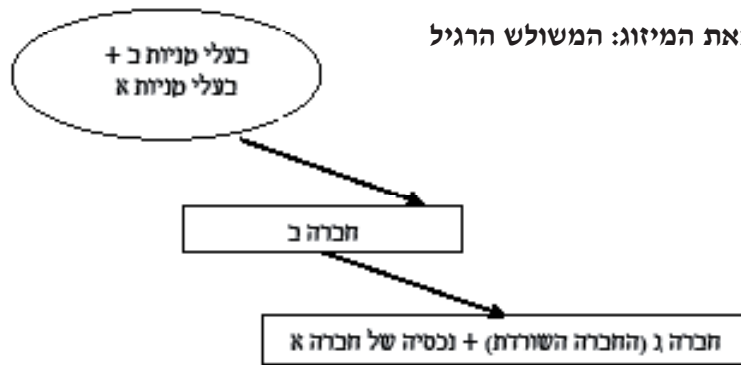 את המיזוג: המשולש הרגיל
בעלי מניות ב +
בעלי מניות א
חברה ב
חברה ג (החברה השורדת) + נכסיה של חברה א